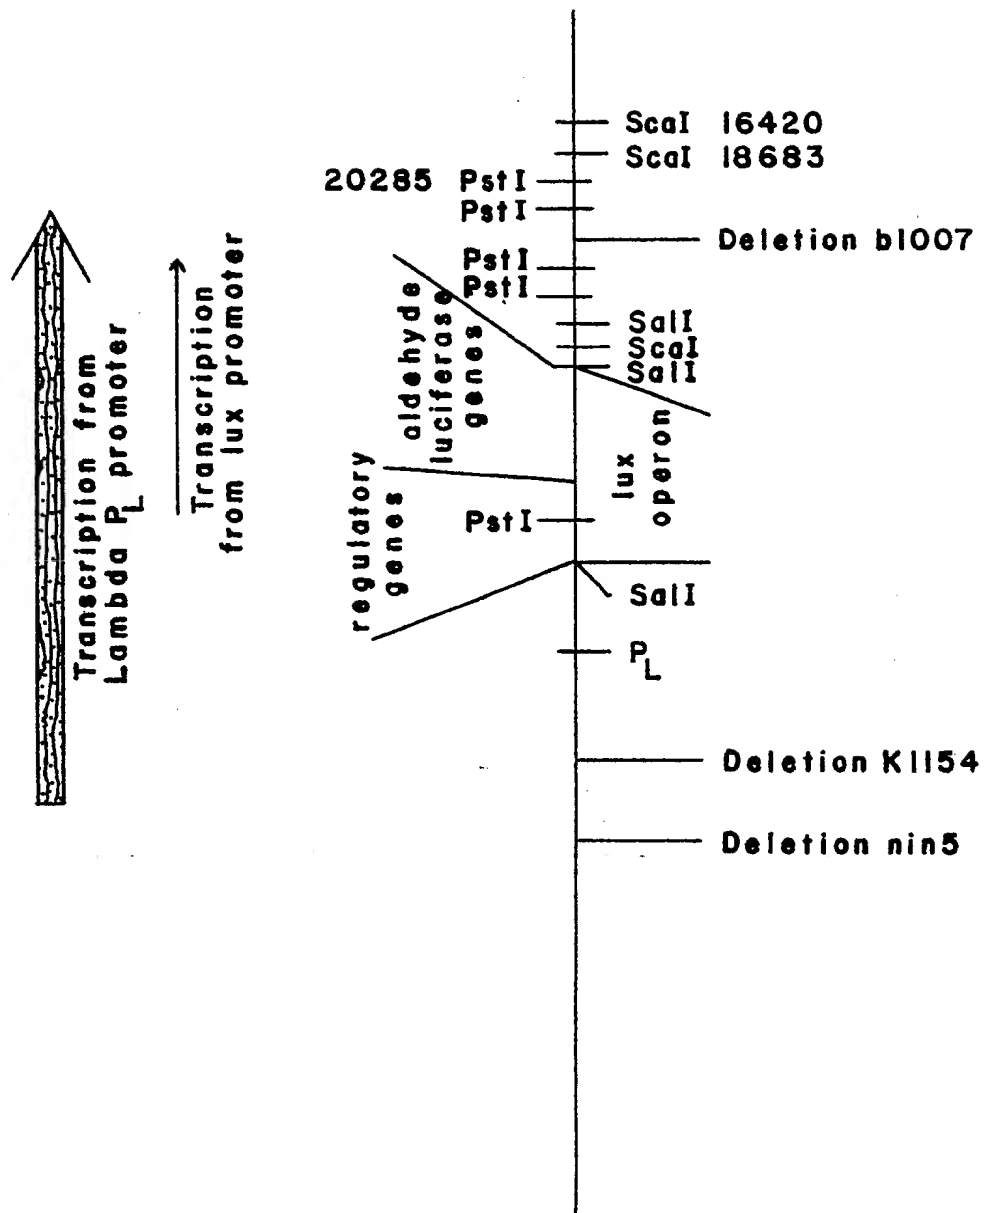 ScaI 16420
ScaI 18683
20285 PstI
PstI
Deletion b1007
PstI
PstI
SalI
ScaI
SalI
aldehyde
luciferase
genes
lux
operon
regulatory
genes
PstI
SalI
PL
Deletion K1154
Deletion nin5
Transcription from
Lambda PL promoter
Transcription
from lux promoter